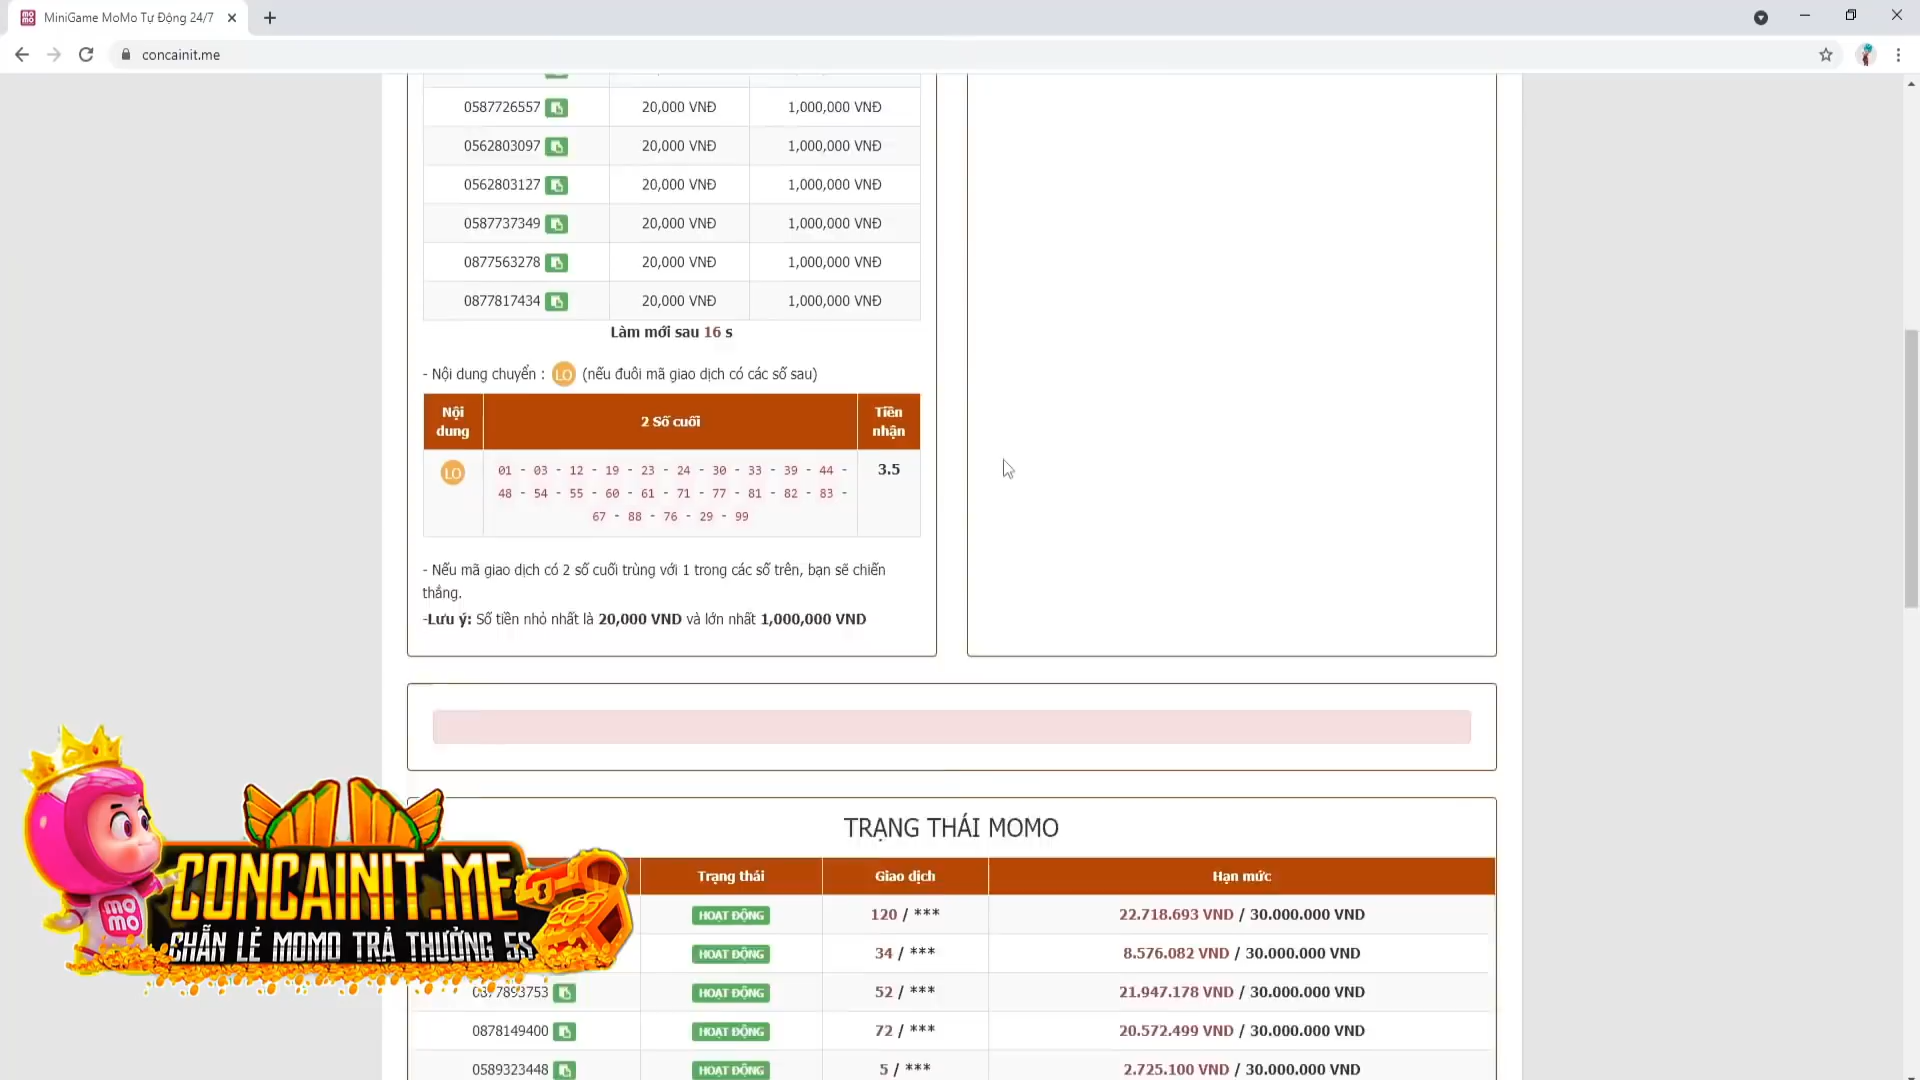 MiniGame MoMo Tự Động 24/7
concainit.me
0587726557 20,000 VNĐ 1,000,000 VNĐ
0562803097 20,000 VNĐ 1,000,000 VNĐ
0562803127 20,000 VNĐ 1,000,000 VNĐ
0587737349 20,000 VNĐ 1,000,000 VNĐ
0877563278 20,000 VNĐ 1,000,000 VNĐ
0877817434 20,000 VNĐ 1,000,000 VNĐ
Làm mới sau 16 s
- Nội dung chuyển : LO (nếu đuôi mã giao dịch có các số sau)
Nội dung 2 Số cuối Tiền nhận
LO 01 - 03 - 12 - 19 - 23 - 24 - 30 - 33 - 39 - 44 - 3.5
48 - 54 - 55 - 60 - 61 - 71 - 77 - 81 - 82 - 83 -
67 - 88 - 76 - 29 - 99
- Nếu mã giao dịch có 2 số cuối trùng với 1 trong các số trên, bạn sẽ chiến
thắng.
-Lưu ý: Số tiền nhỏ nhất là 20,000 VND và lớn nhất 1,000,000 VND
TRẠNG THÁI MOMO
Trạng thái Giao dịch Hạn mức
HOẠT ĐỘNG 120 / *** 22.718.693 VND / 30.000.000 VND
HOẠT ĐỘNG 34 / *** 8.576.082 VND / 30.000.000 VND
0877893753 HOẠT ĐỘNG 52 / *** 21.947.178 VND / 30.000.000 VND
0878149400 HOẠT ĐỘNG 72 / *** 20.572.499 VND / 30.000.000 VND
0589323448 HOẠT ĐỘNG 5 / *** 2.725.100 VND / 30.000.000 VND
mo
mo
CONCAINIT.ME
CHẴN LẺ MOMO TRẢ THƯỞNG 5S